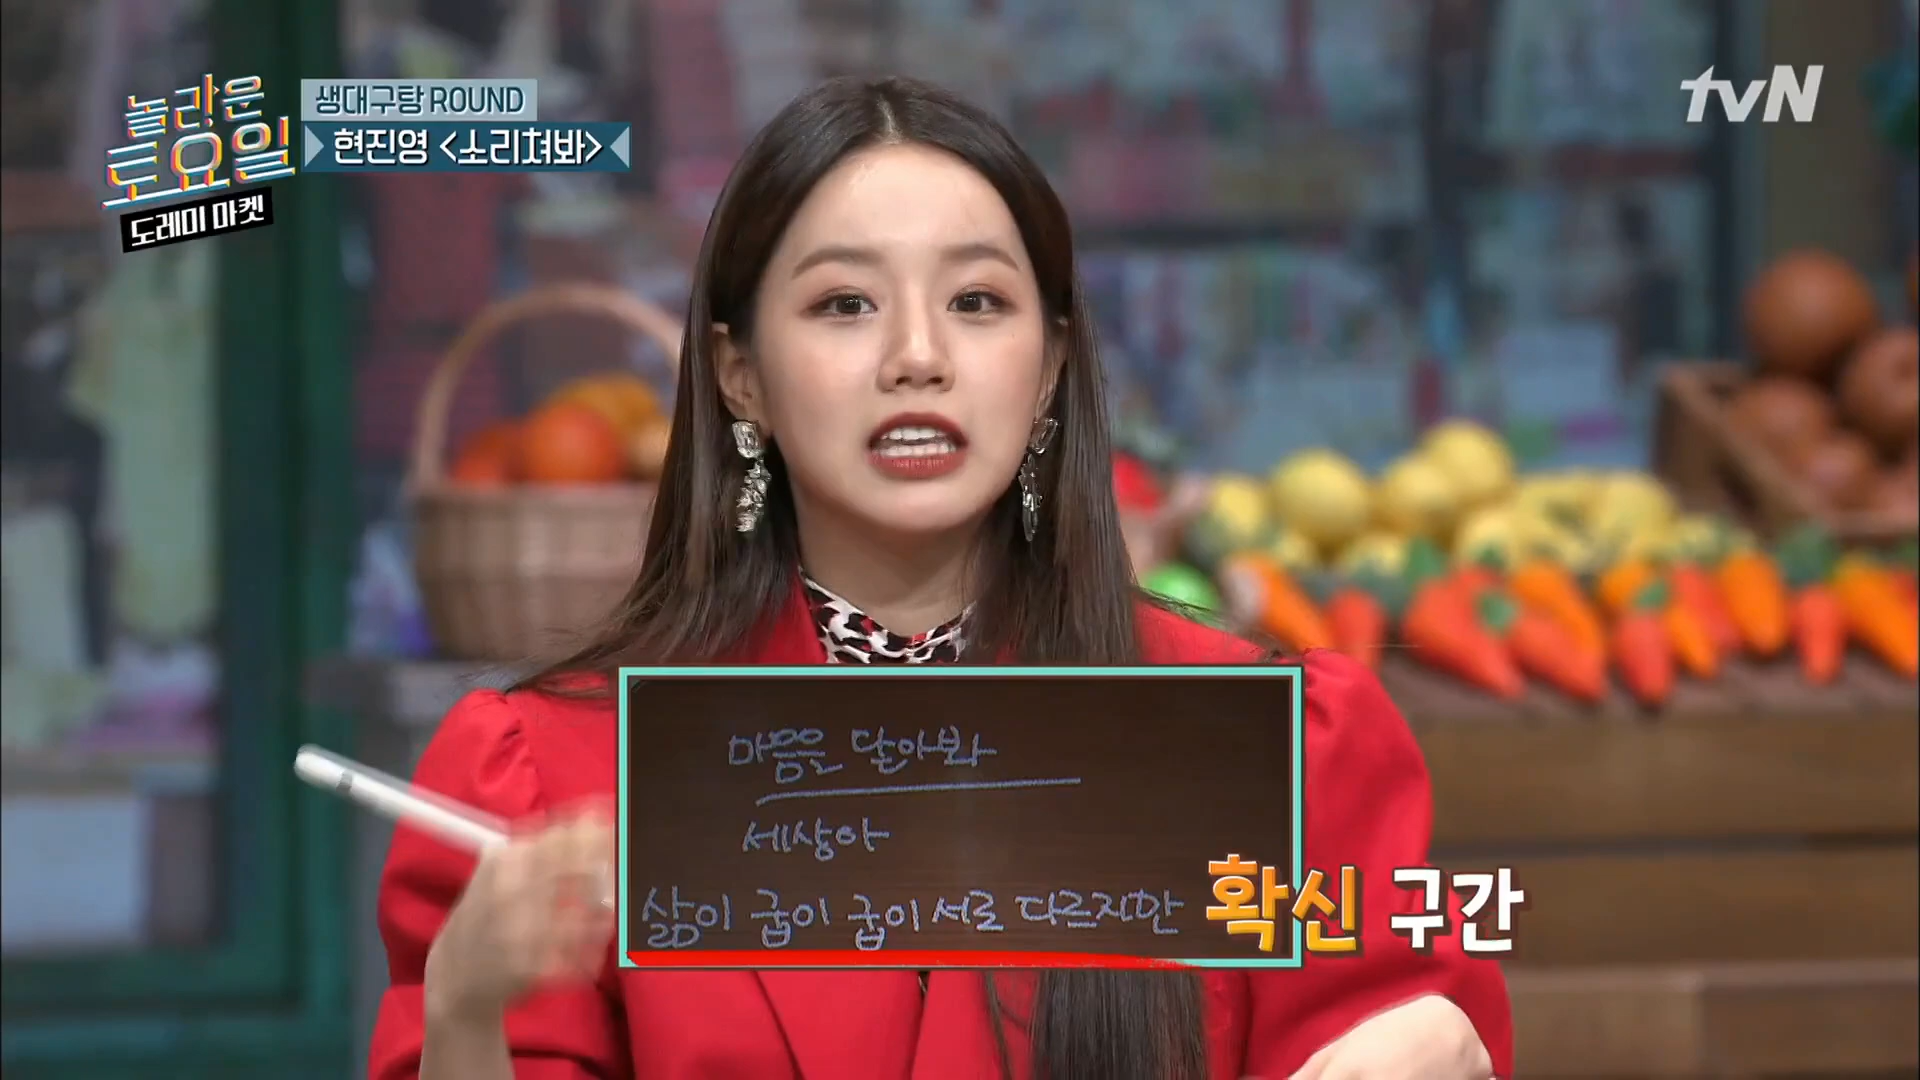 놀라운
토요일
도레미 마켓
생대구탕 ROUND
현진영 <소리쳐봐>
tvN
마음을 닫아봐
세상아
삶이 굽이 굽이 서로 다르지만
확신 구간